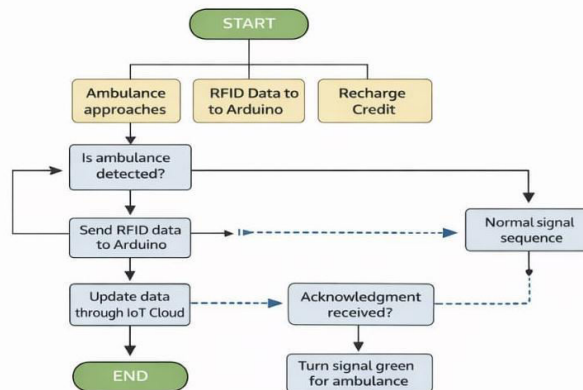 START
Ambulance
approaches
RFID Data to
to Arduino
Recharge
Credit
Is ambulance
detected?
Send RFID data
to Arduino
Normal signal
sequence
Update data
through IoT Cloud
Acknowledgment
received?
END
Turn signal green
for ambulance